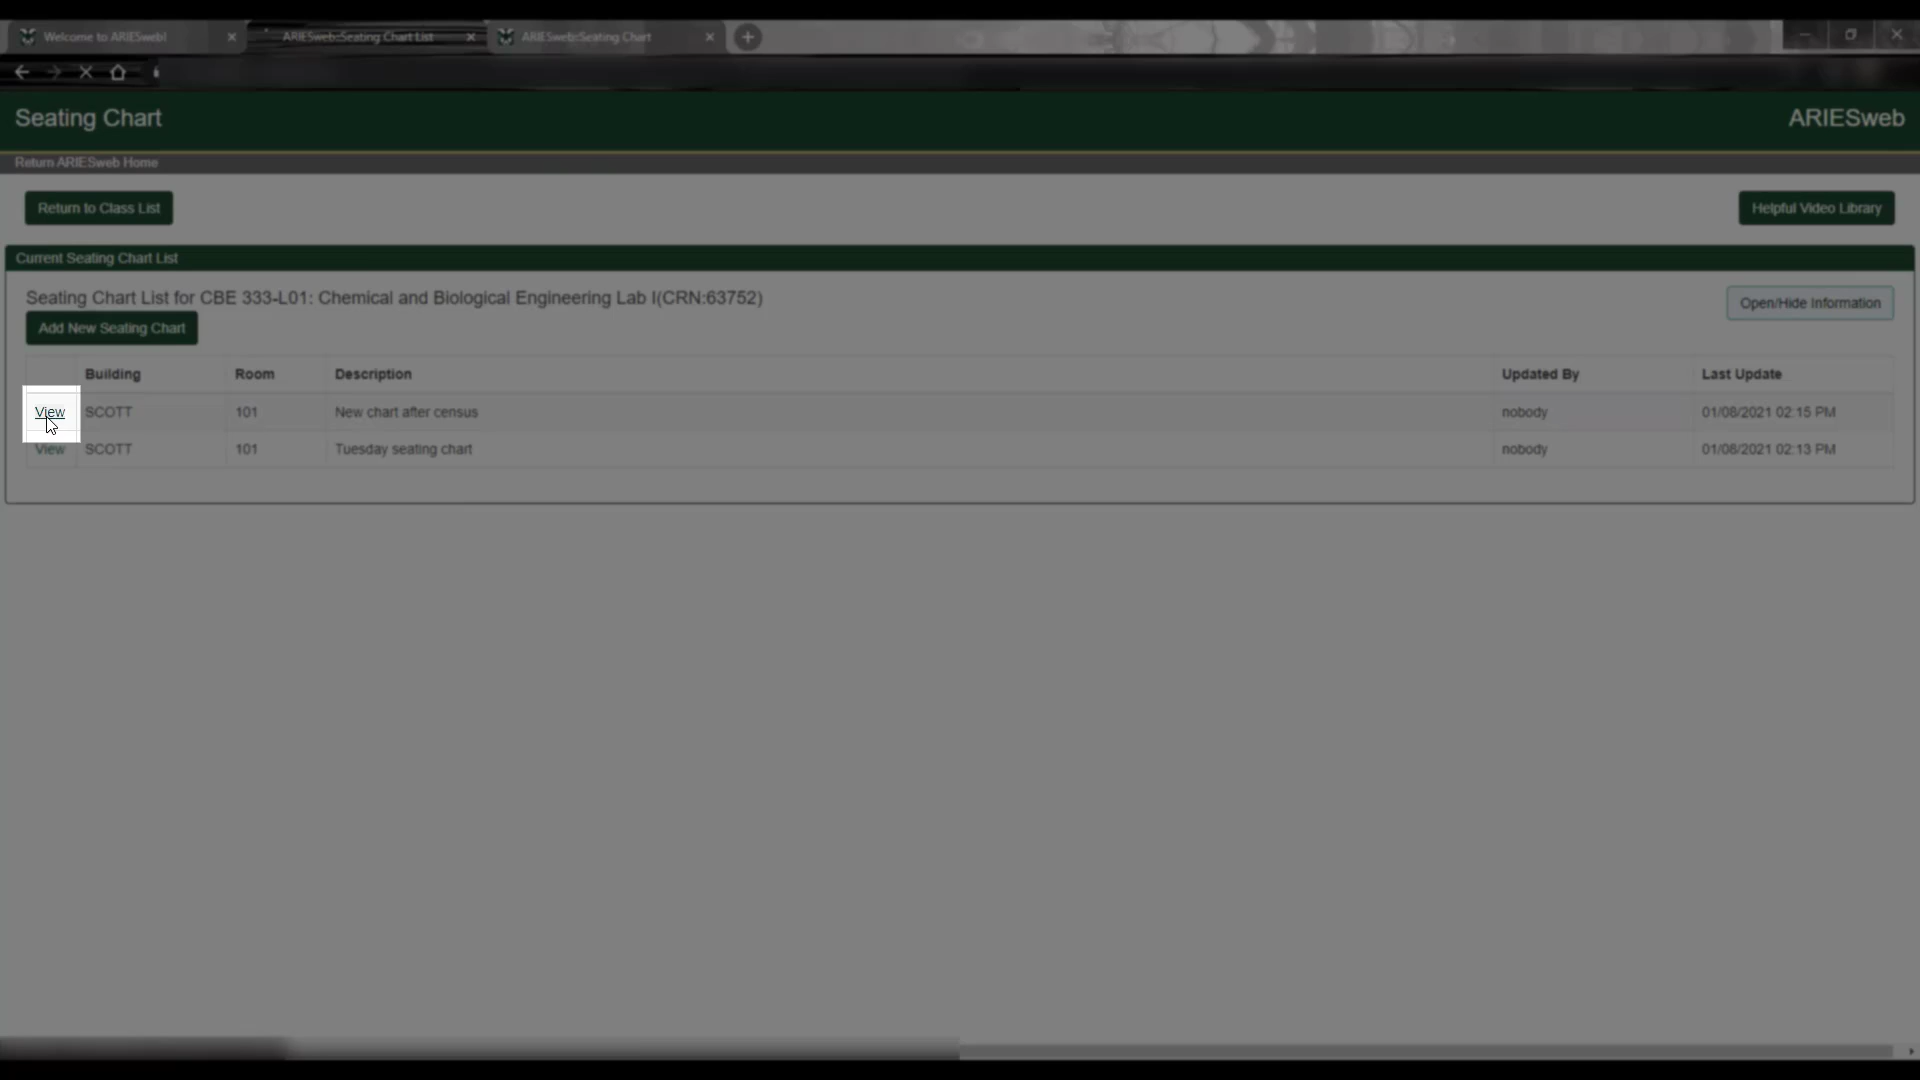 Welcome to ARIESweb! ARIESweb::Seating Chart List ARIESweb::Seating Chart
Seating Chart ARIESweb
Return ARIESweb Home
Return to Class List Helpful Video Library
Current Seating Chart List
Seating Chart List for CBE 333-L01: Chemical and Biological Engineering Lab I(CRN:63752)
Open/Hide Information
Add New Seating Chart
Building Room Description Updated By Last Update
View SCOTT 101 New chart after census nobody 01/08/2021 02:15 PM
View SCOTT 101 Tuesday seating chart nobody 01/08/2021 02:13 PM